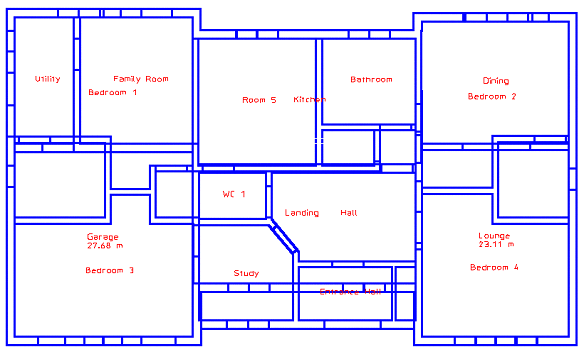 Utility
Family Room
Bedroom 1
Room 5
Kitchen
Bathroom
Dining
Bedroom 2
WC 1
Landing
Hall
Garage
27.68 m
Bedroom 3
Study
Entrance Hall
Lounge
23.11 m
Bedroom 4